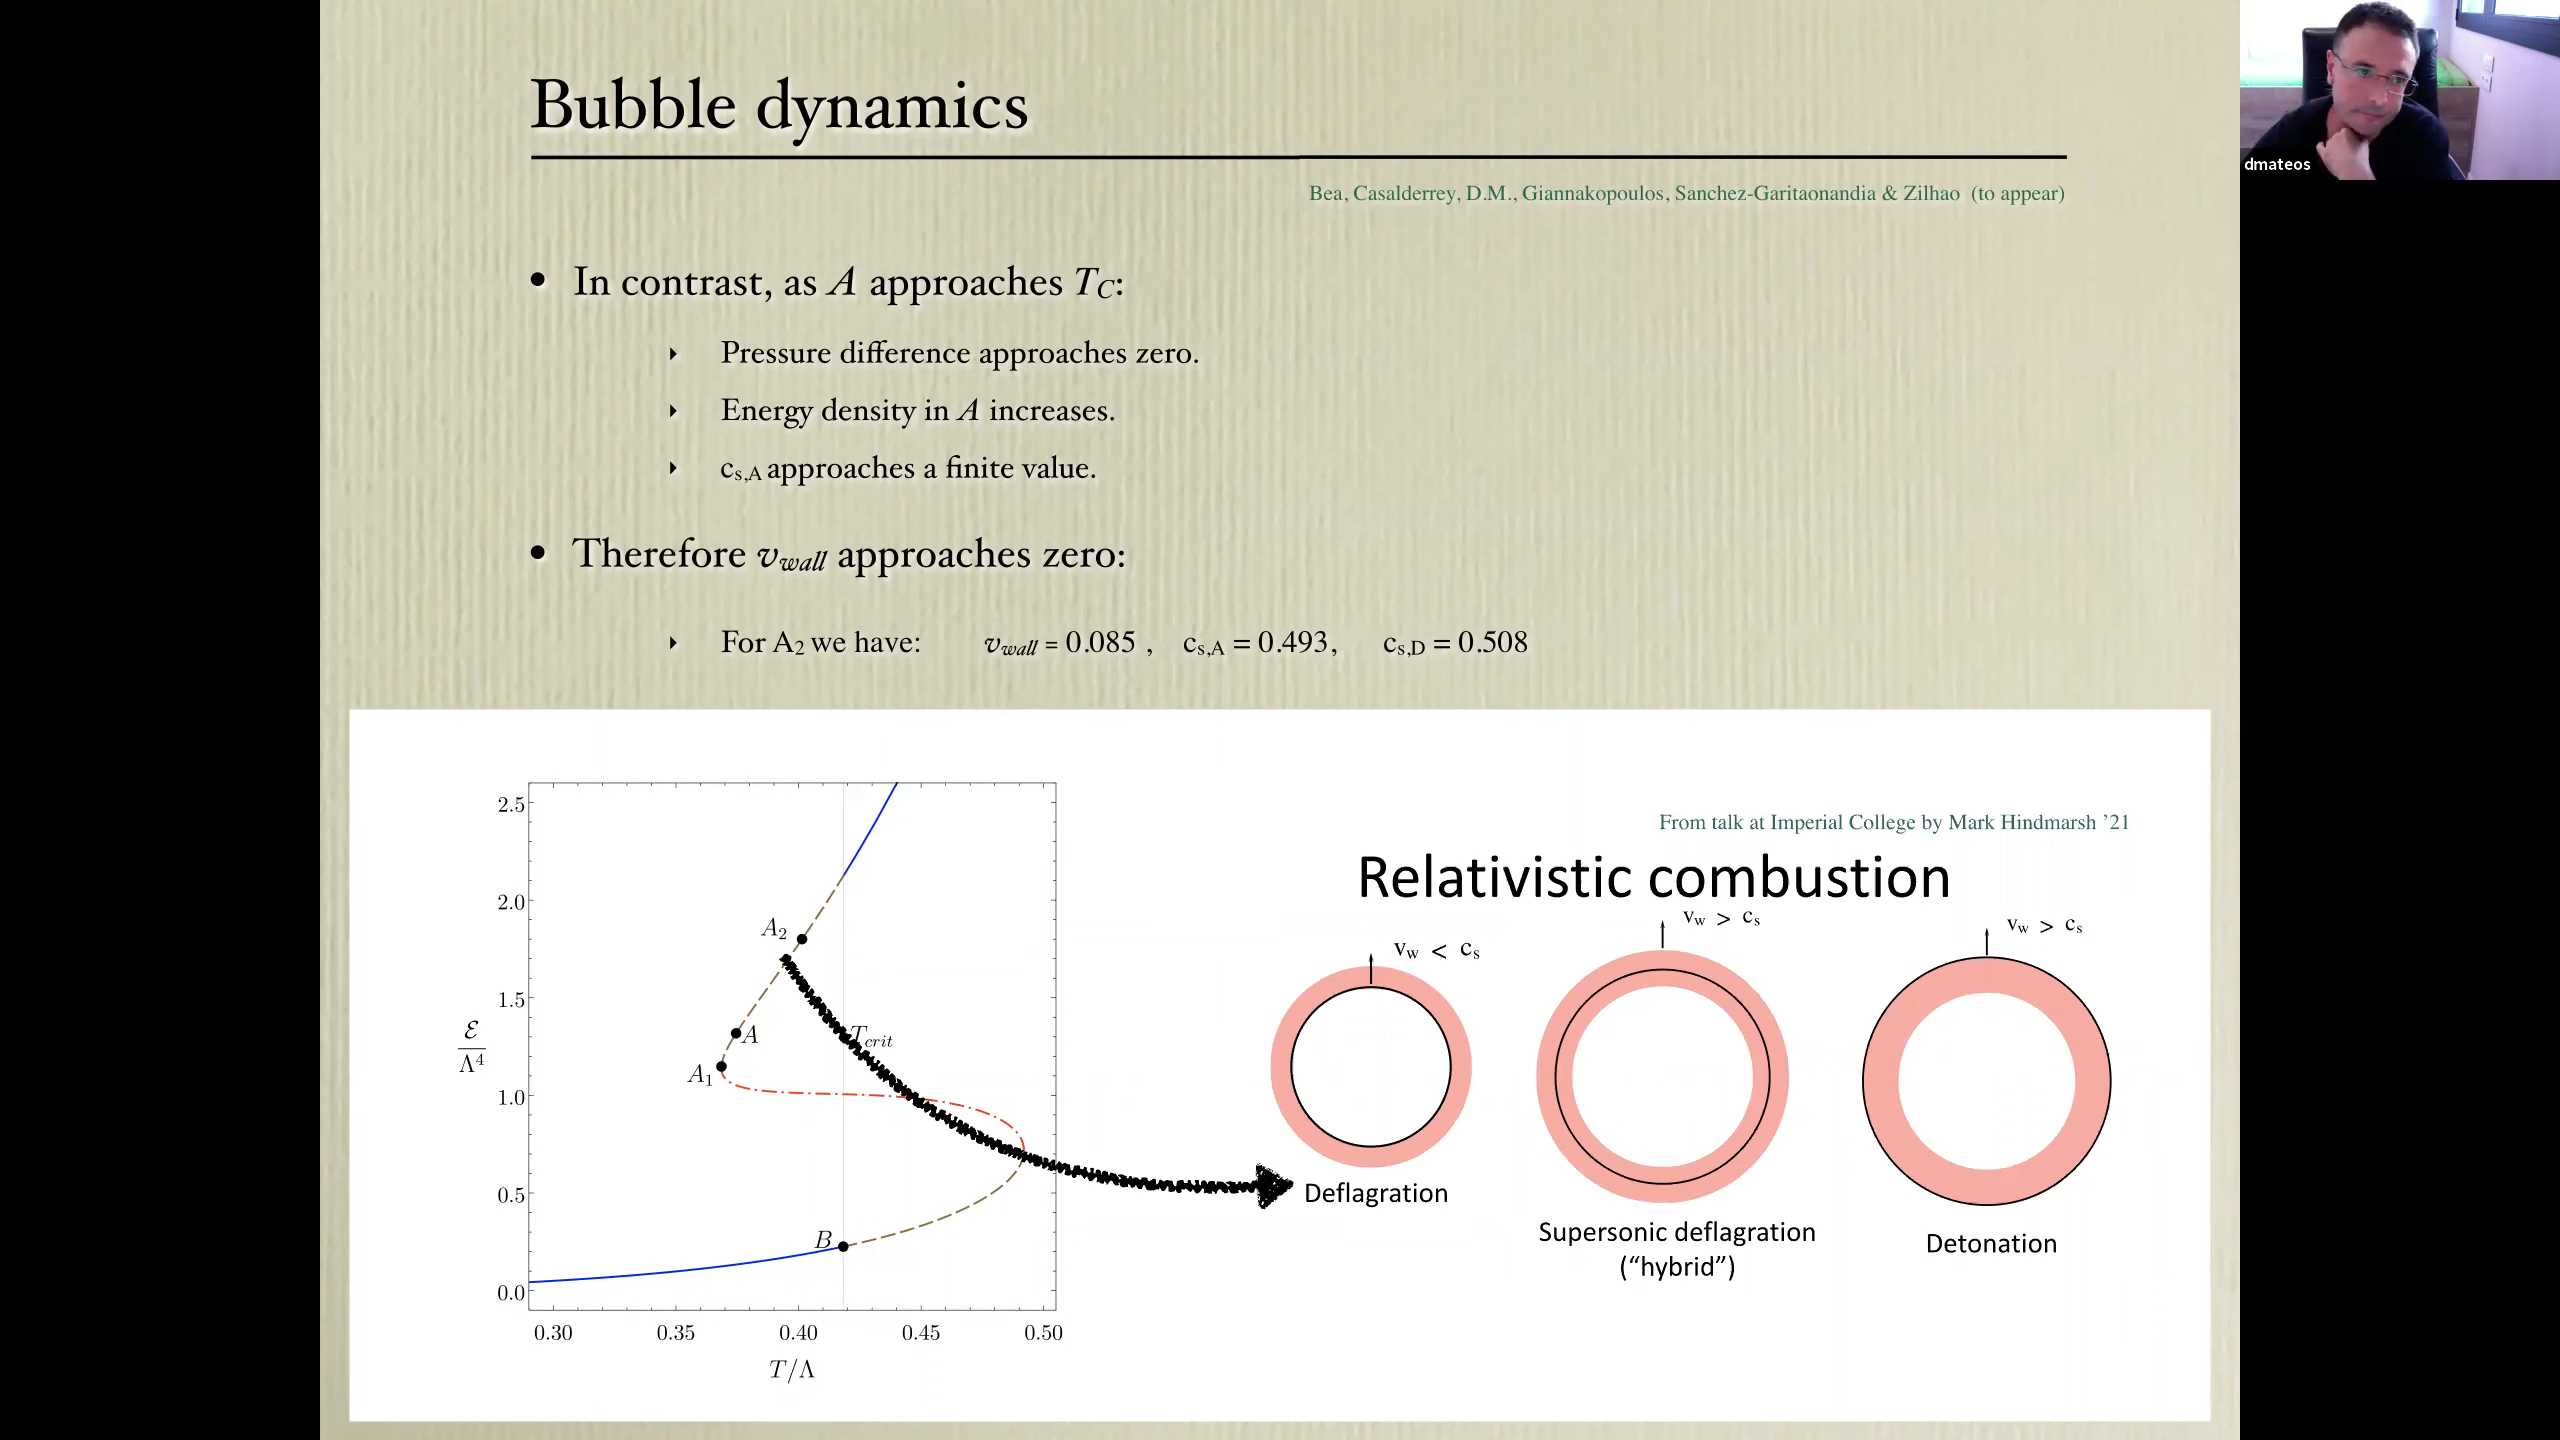 Bubble dynamics
dmateos
Bea, Casalderrey, D.M., Giannakopoulos, Sanchez-Garitaonandia & Zilhao (to appear)
• In contrast, as A approaches T_C:
‣ Pressure difference approaches zero.
‣ Energy density in A increases.
‣ c_s,A approaches a finite value.
• Therefore v_wall approaches zero:
‣ For A_2 we have: v_wall = 0.085 , c_s,A = 0.493, c_s,D = 0.508
2.5
2.0
1.5
1.0
0.5
0.0
ℰ
Λ^4
A_2
A
A_1
T_crit
B
0.30 0.35 0.40 0.45 0.50
T/Λ
From talk at Imperial College by Mark Hindmarsh ’21
Relativistic combustion
v_w < c_s
v_w > c_s
v_w > c_s
Deflagration
Supersonic deflagration
(“hybrid”)
Detonation